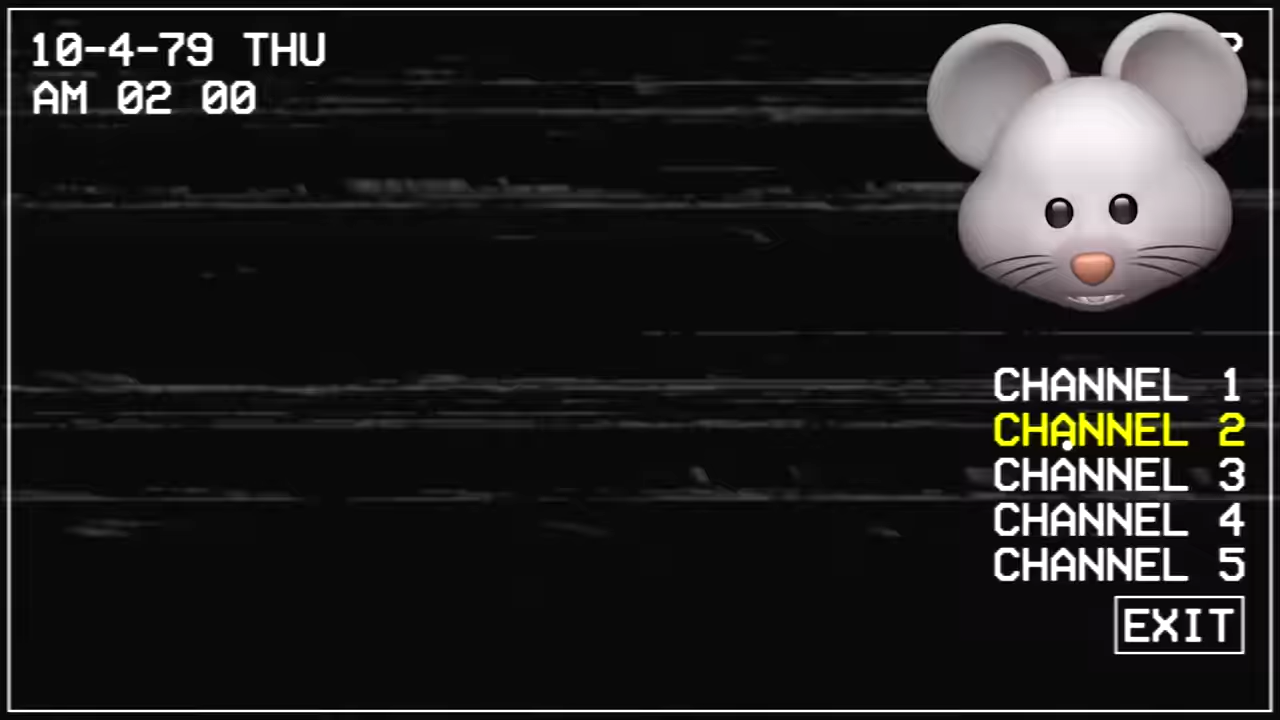 10-4-79 THU
AM 02 00
CHANNEL 1
CHANNEL 2
CHANNEL 3
CHANNEL 4
CHANNEL 5
EXIT